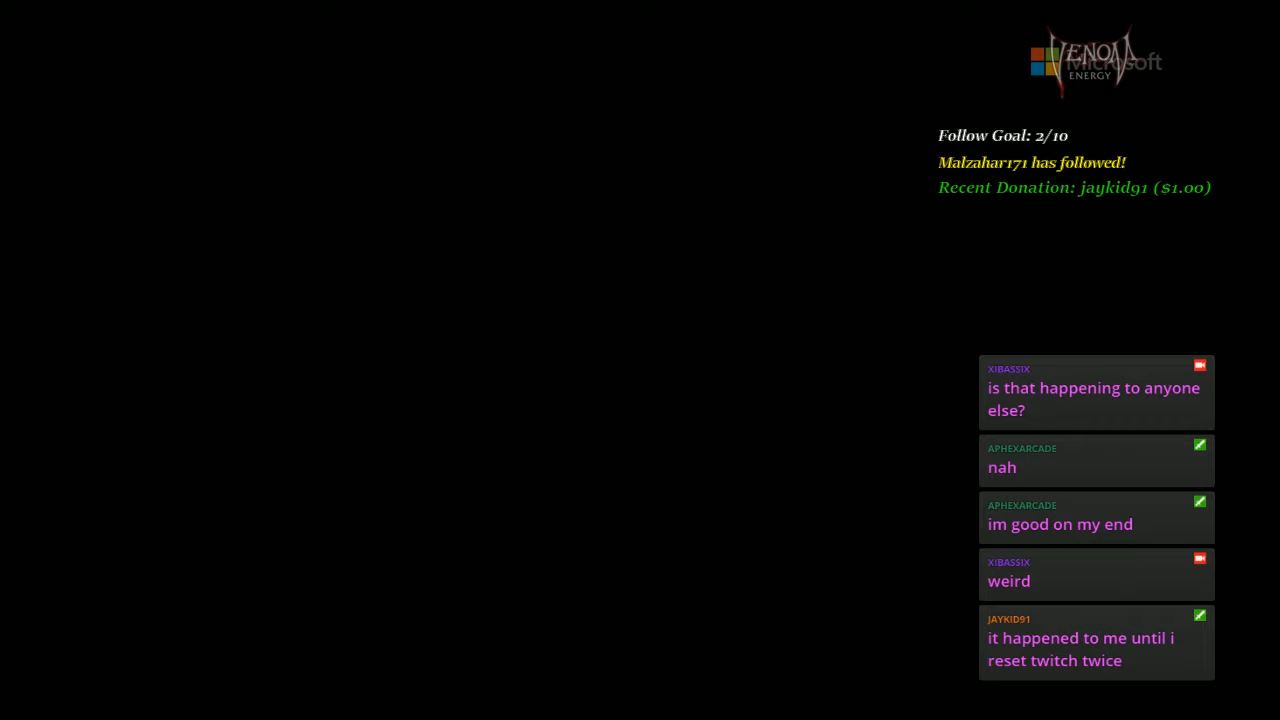 VENOM
Microsoft
ENERGY
Follow Goal: 2/10
Malzahar171 has followed!
Recent Donation: jaykid91 ($1.00)
XIBASSIX
is that happening to anyone
else?
APHEXARCADE
nah
APHEXARCADE
im good on my end
XIBASSIX
weird
JAYKID91
it happened to me until i
reset twitch twice